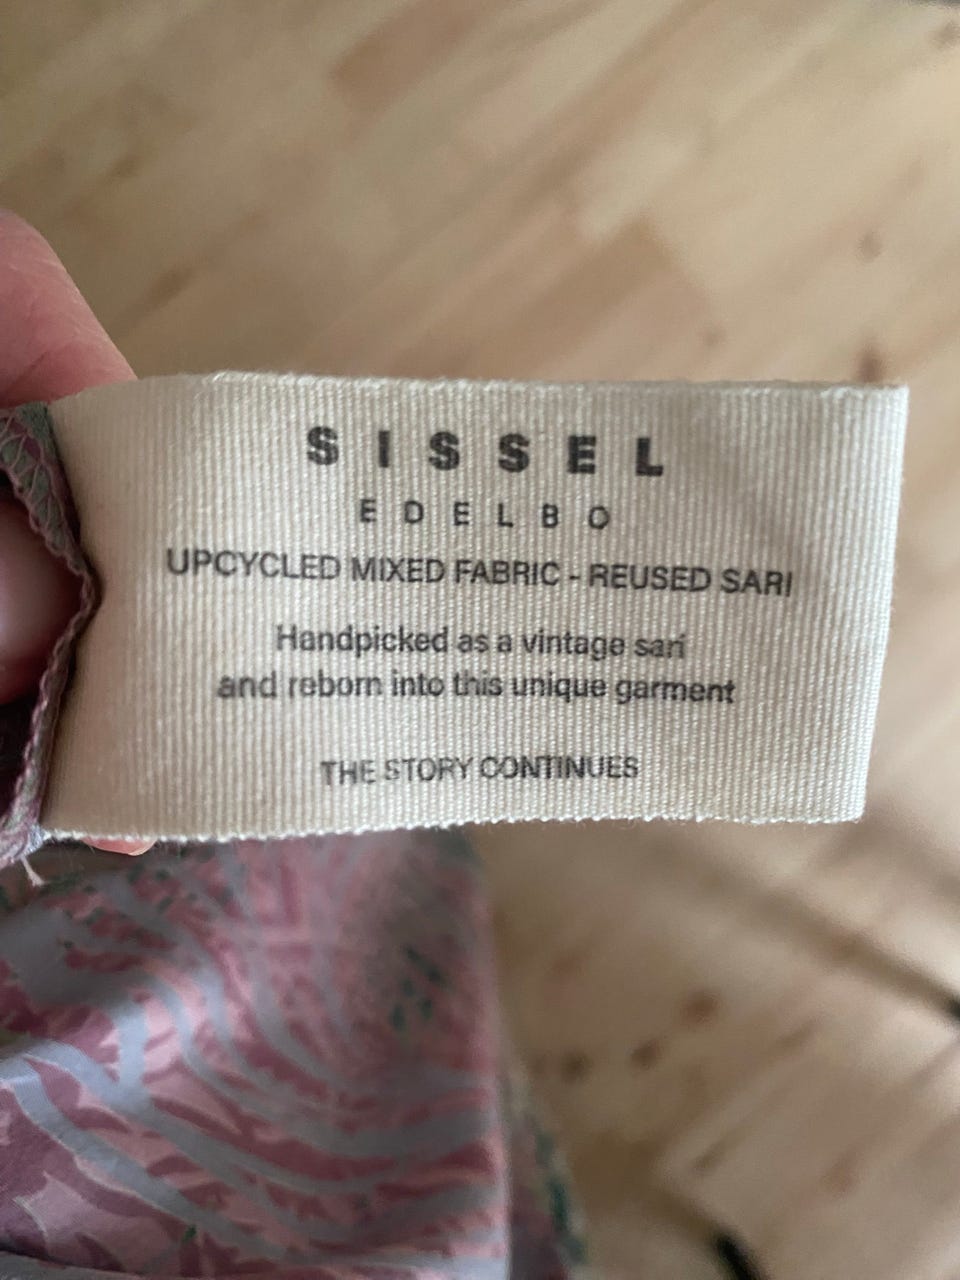 SISSEL
EDELBO
UPCYCLED MIXED FABRIC - REUSED SARI
Handpicked as a vintage sari
and reborn into this unique garment
THE STORY CONTINUES